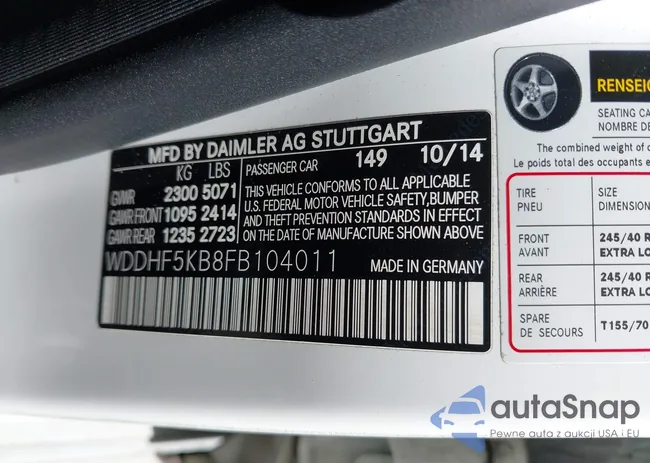 MFD BY DAIMLER AG STUTTGART
KG LBS
GVWR 2300 5071
GAWR FRONT 1095 2414
GAWR REAR 1235 2723
PASSENGER CAR 149 10/14
THIS VEHICLE CONFORMS TO ALL APPLICABLE
U.S. FEDERAL MOTOR VEHICLE SAFETY, BUMPER
AND THEFT PREVENTION STANDARDS IN EFFECT
ON THE DATE OF MANUFACTURE SHOWN ABOVE
WDDHF5KB8FB104011
MADE IN GERMANY
RENSEIG
SEATING CA
NOMBRE DE
The combined weight of
Le poids total des occupants e
TIRE SIZE
PNEU DIMENSION
FRONT 245/40 R
AVANT EXTRA LO
REAR 245/40 R
ARRIÈRE EXTRA LO
SPARE T155/70
DE SECOURS
autaSnap
Pewne auta z aukcji USA i EU